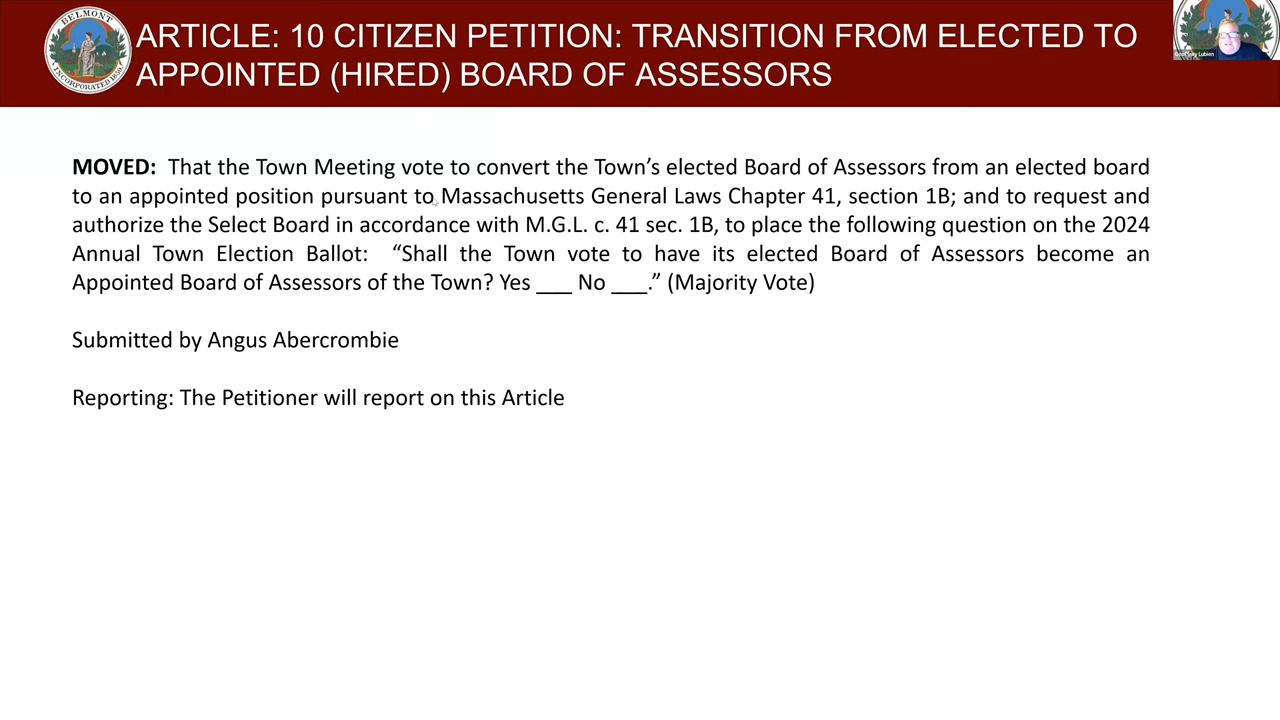 ARTICLE: 10 CITIZEN PETITION: TRANSITION FROM ELECTED TO
APPOINTED (HIRED) BOARD OF ASSESSORS
BELMONT
MOVED: That the Town Meeting vote to convert the Town’s elected Board of Assessors from an elected board
to an appointed position pursuant to Massachusetts General Laws Chapter 41, section 1B; and to request and
authorize the Select Board in accordance with M.G.L. c. 41 sec. 1B, to place the following question on the 2024
Annual Town Election Ballot: “Shall the Town vote to have its elected Board of Assessors become an
Appointed Board of Assessors of the Town? Yes ___ No ___.” (Majority Vote)
Submitted by Angus Abercrombie
Reporting: The Petitioner will report on this Article